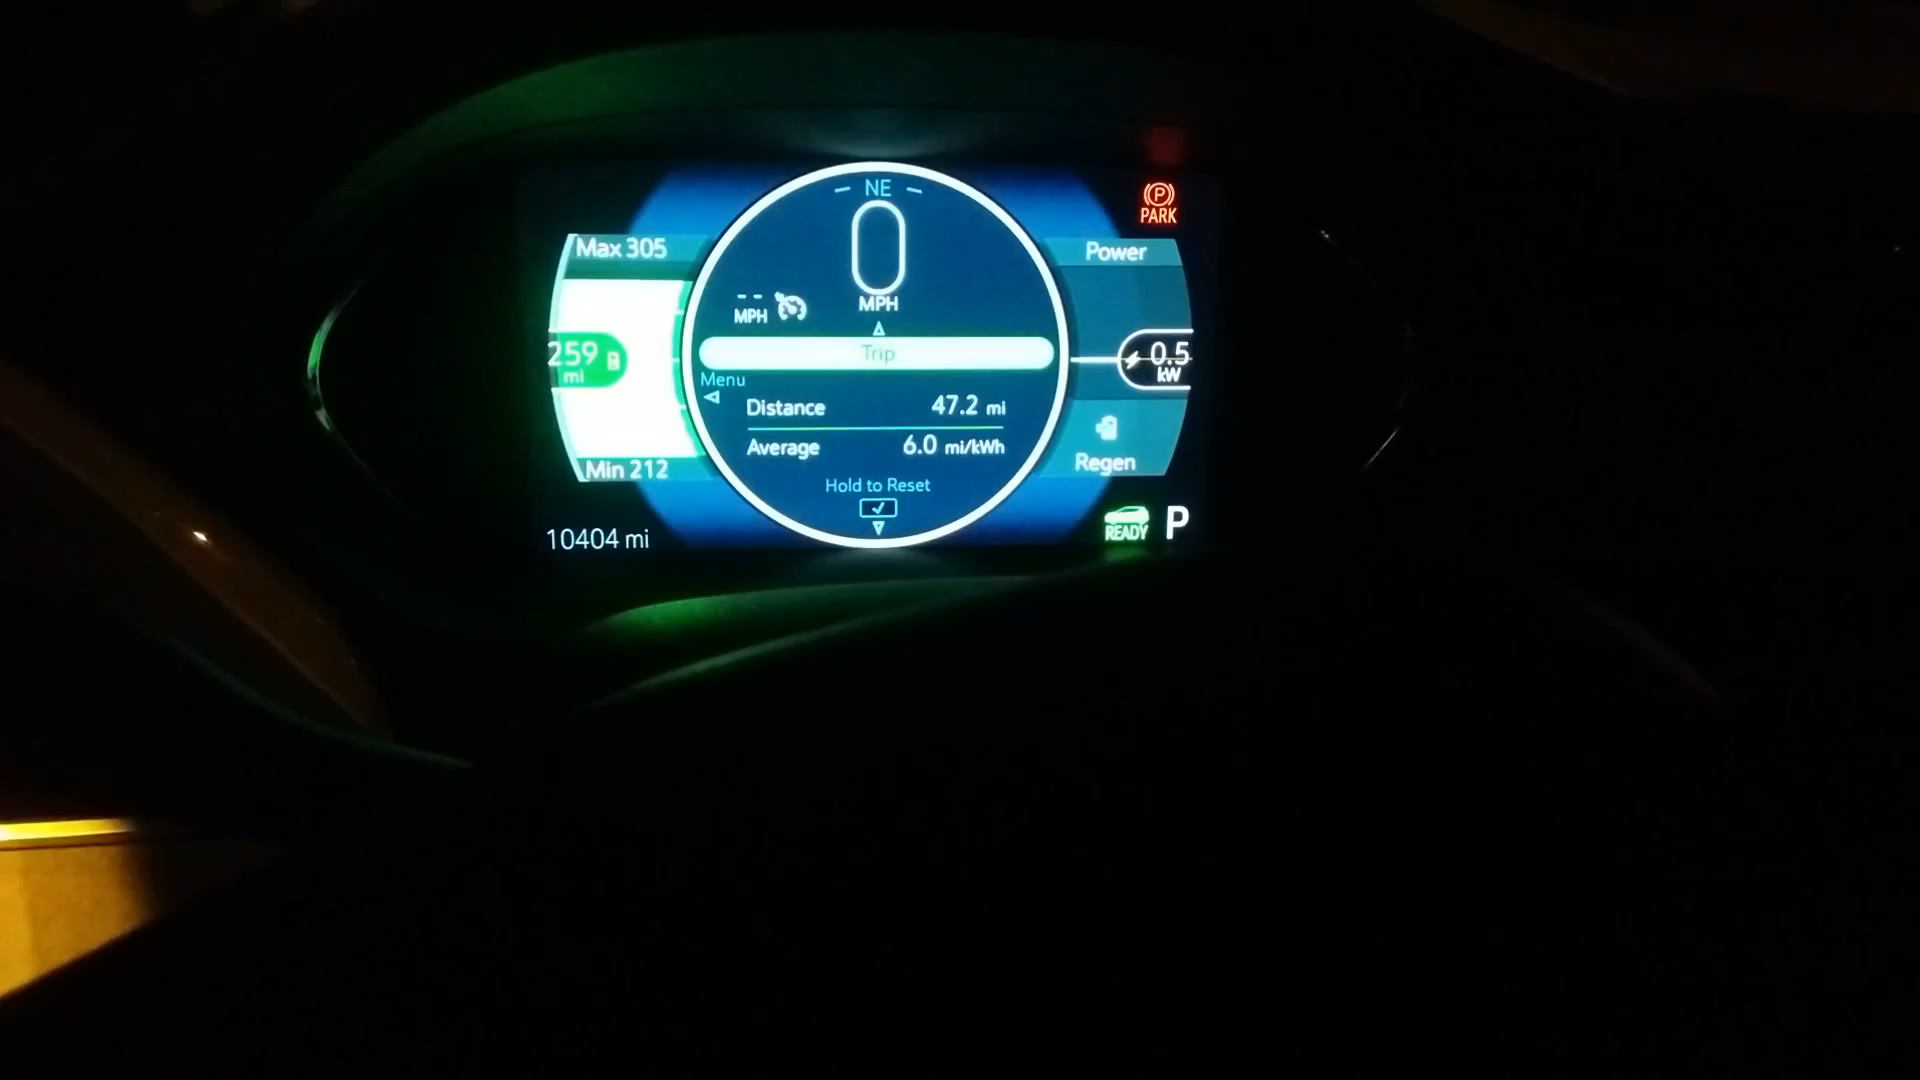 NE
PARK
Max 305
Power
0
MPH
-- MPH
Trip
259
mi
0.5
kW
Menu
Distance 47.2 mi
Average 6.0 mi/kWh
Regen
Min 212
Hold to Reset
10404 mi
READY P